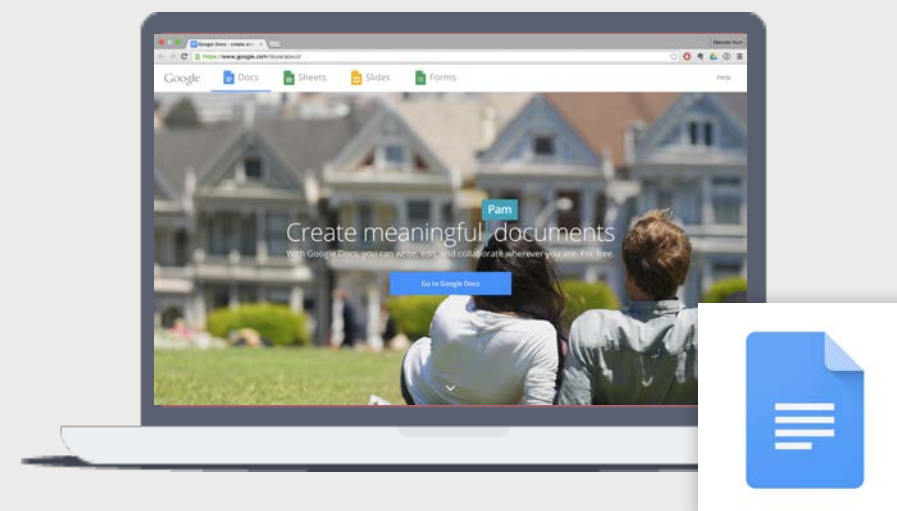 Google Docs - create and
https://www.google.com/docs/about/
Google Docs Sheets Slides Forms Help
Pam
Create meaningful documents
With Google Docs, you can write, edit, and collaborate wherever you are. For free.
Go to Google Docs